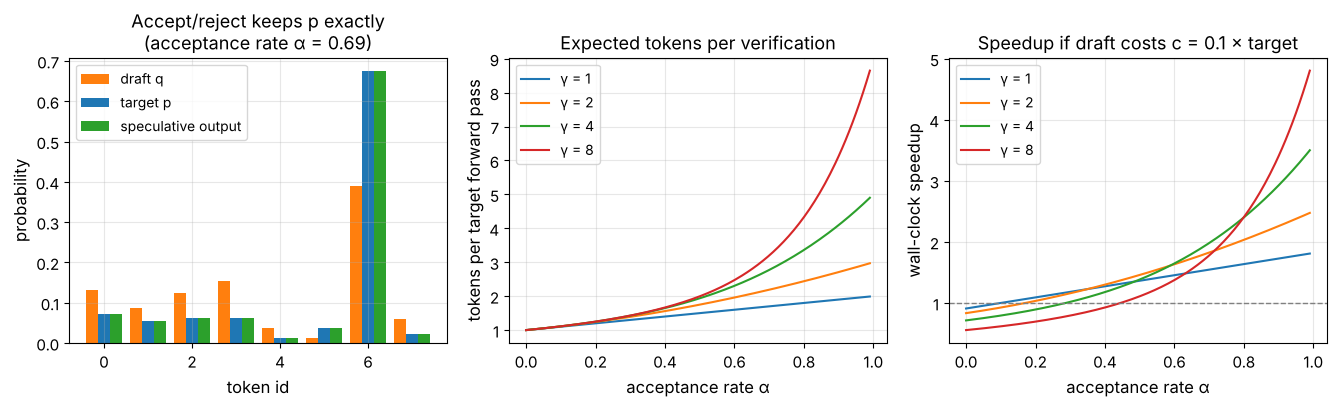 Accept/reject keeps p exactly
(acceptance rate α = 0.69)
draft q
target p
speculative output
probability
0.7
0.6
0.5
0.4
0.3
0.2
0.1
0.0
0
2
4
6
token id
Expected tokens per verification
γ = 1
γ = 2
γ = 4
γ = 8
tokens per target forward pass
9
8
7
6
5
4
3
2
1
0.0
0.2
0.4
0.6
0.8
1.0
acceptance rate α
Speedup if draft costs c = 0.1 × target
γ = 1
γ = 2
γ = 4
γ = 8
wall-clock speedup
5
4
3
2
1
0.0
0.2
0.4
0.6
0.8
1.0
acceptance rate α